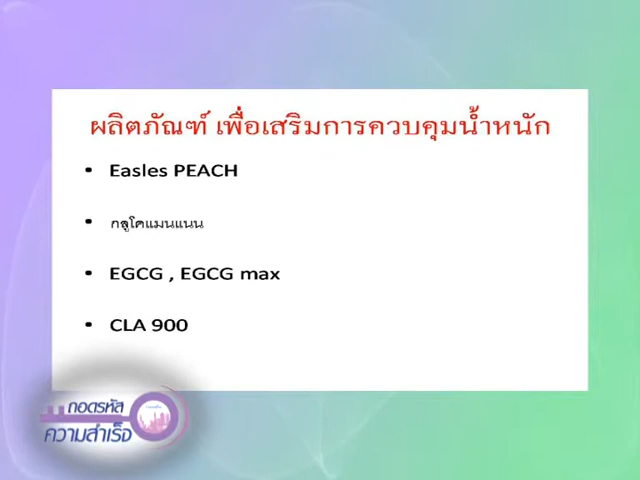 ผลิตภัณฑ์ เพื่อเสริมการควบคุมน้ำหนัก
• Easles PEACH
• กลูโคแมนแนน
• EGCG , EGCG max
• CLA 900
ถอดรหัส
ความสำเร็จ